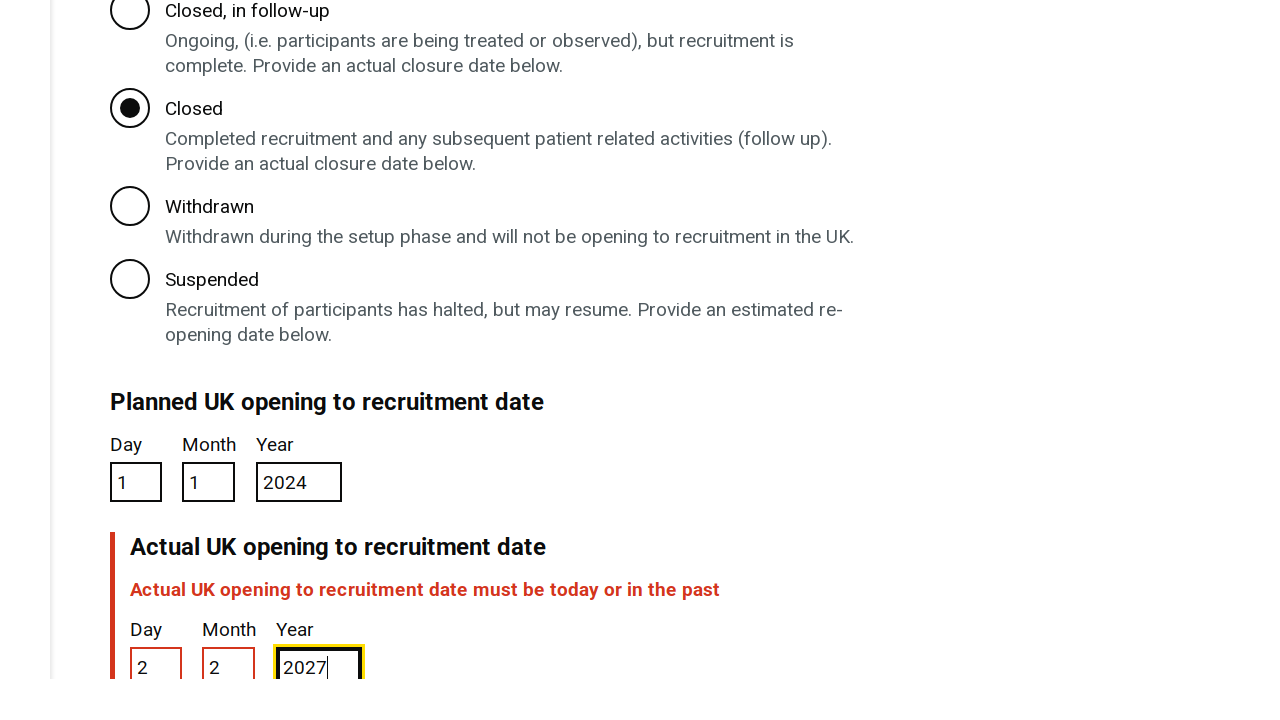 Closed, in follow-up
Ongoing, (i.e. participants are being treated or observed), but recruitment is
complete. Provide an actual closure date below.
Closed
Completed recruitment and any subsequent patient related activities (follow up).
Provide an actual closure date below.
Withdrawn
Withdrawn during the setup phase and will not be opening to recruitment in the UK.
Suspended
Recruitment of participants has halted, but may resume. Provide an estimated re-
opening date below.
Planned UK opening to recruitment date
Day Month Year
1 1 2024
Actual UK opening to recruitment date
Actual UK opening to recruitment date must be today or in the past
Day Month Year
2 2 2027